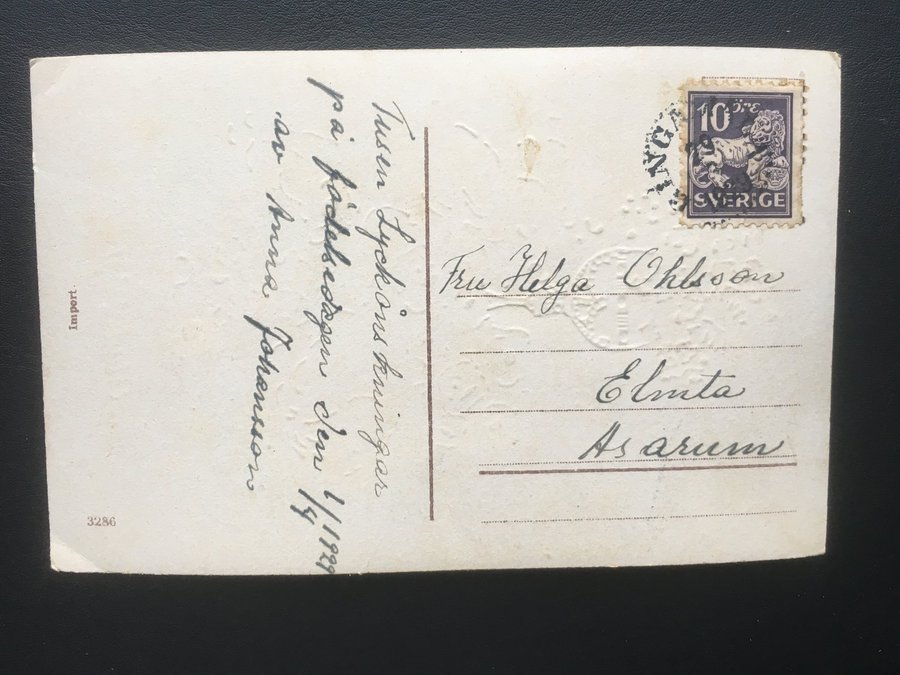 Tusen Lyckönskningar
på födelsedagen den 1/4 1929
av Anna Johansson
10 ÖRE
SVERIGE
Fru Helga Ohlsson
Elmta
Asarum
Import.
3286